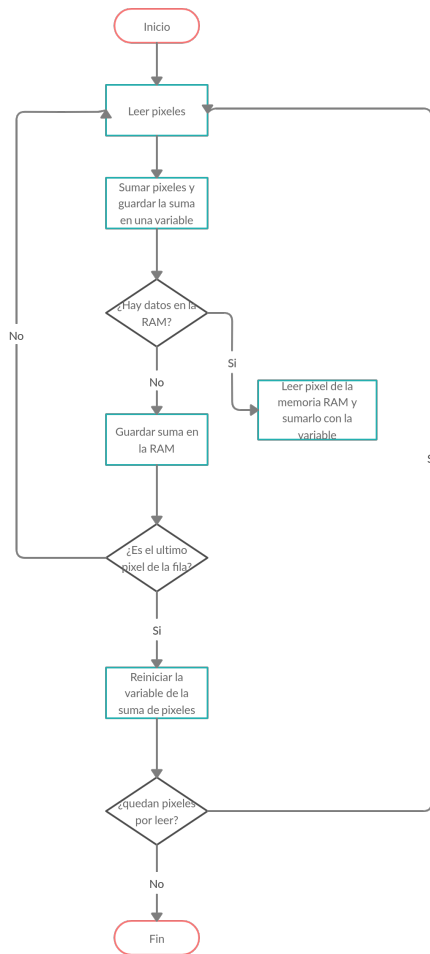 Inicio
Leer pixeles
Sumar pixeles y
guardar la suma
en una variable
¿Hay datos en la
RAM?
No
Si
No
Leer pixel de la
memoria RAM y
sumarlo con la
variable
Guardar suma en
la RAM
¿Es el ultimo
pixel de la fila?
Si
Reiniciar la
variable de la
suma de pixeles
¿quedan pixeles
por leer?
No
Fin